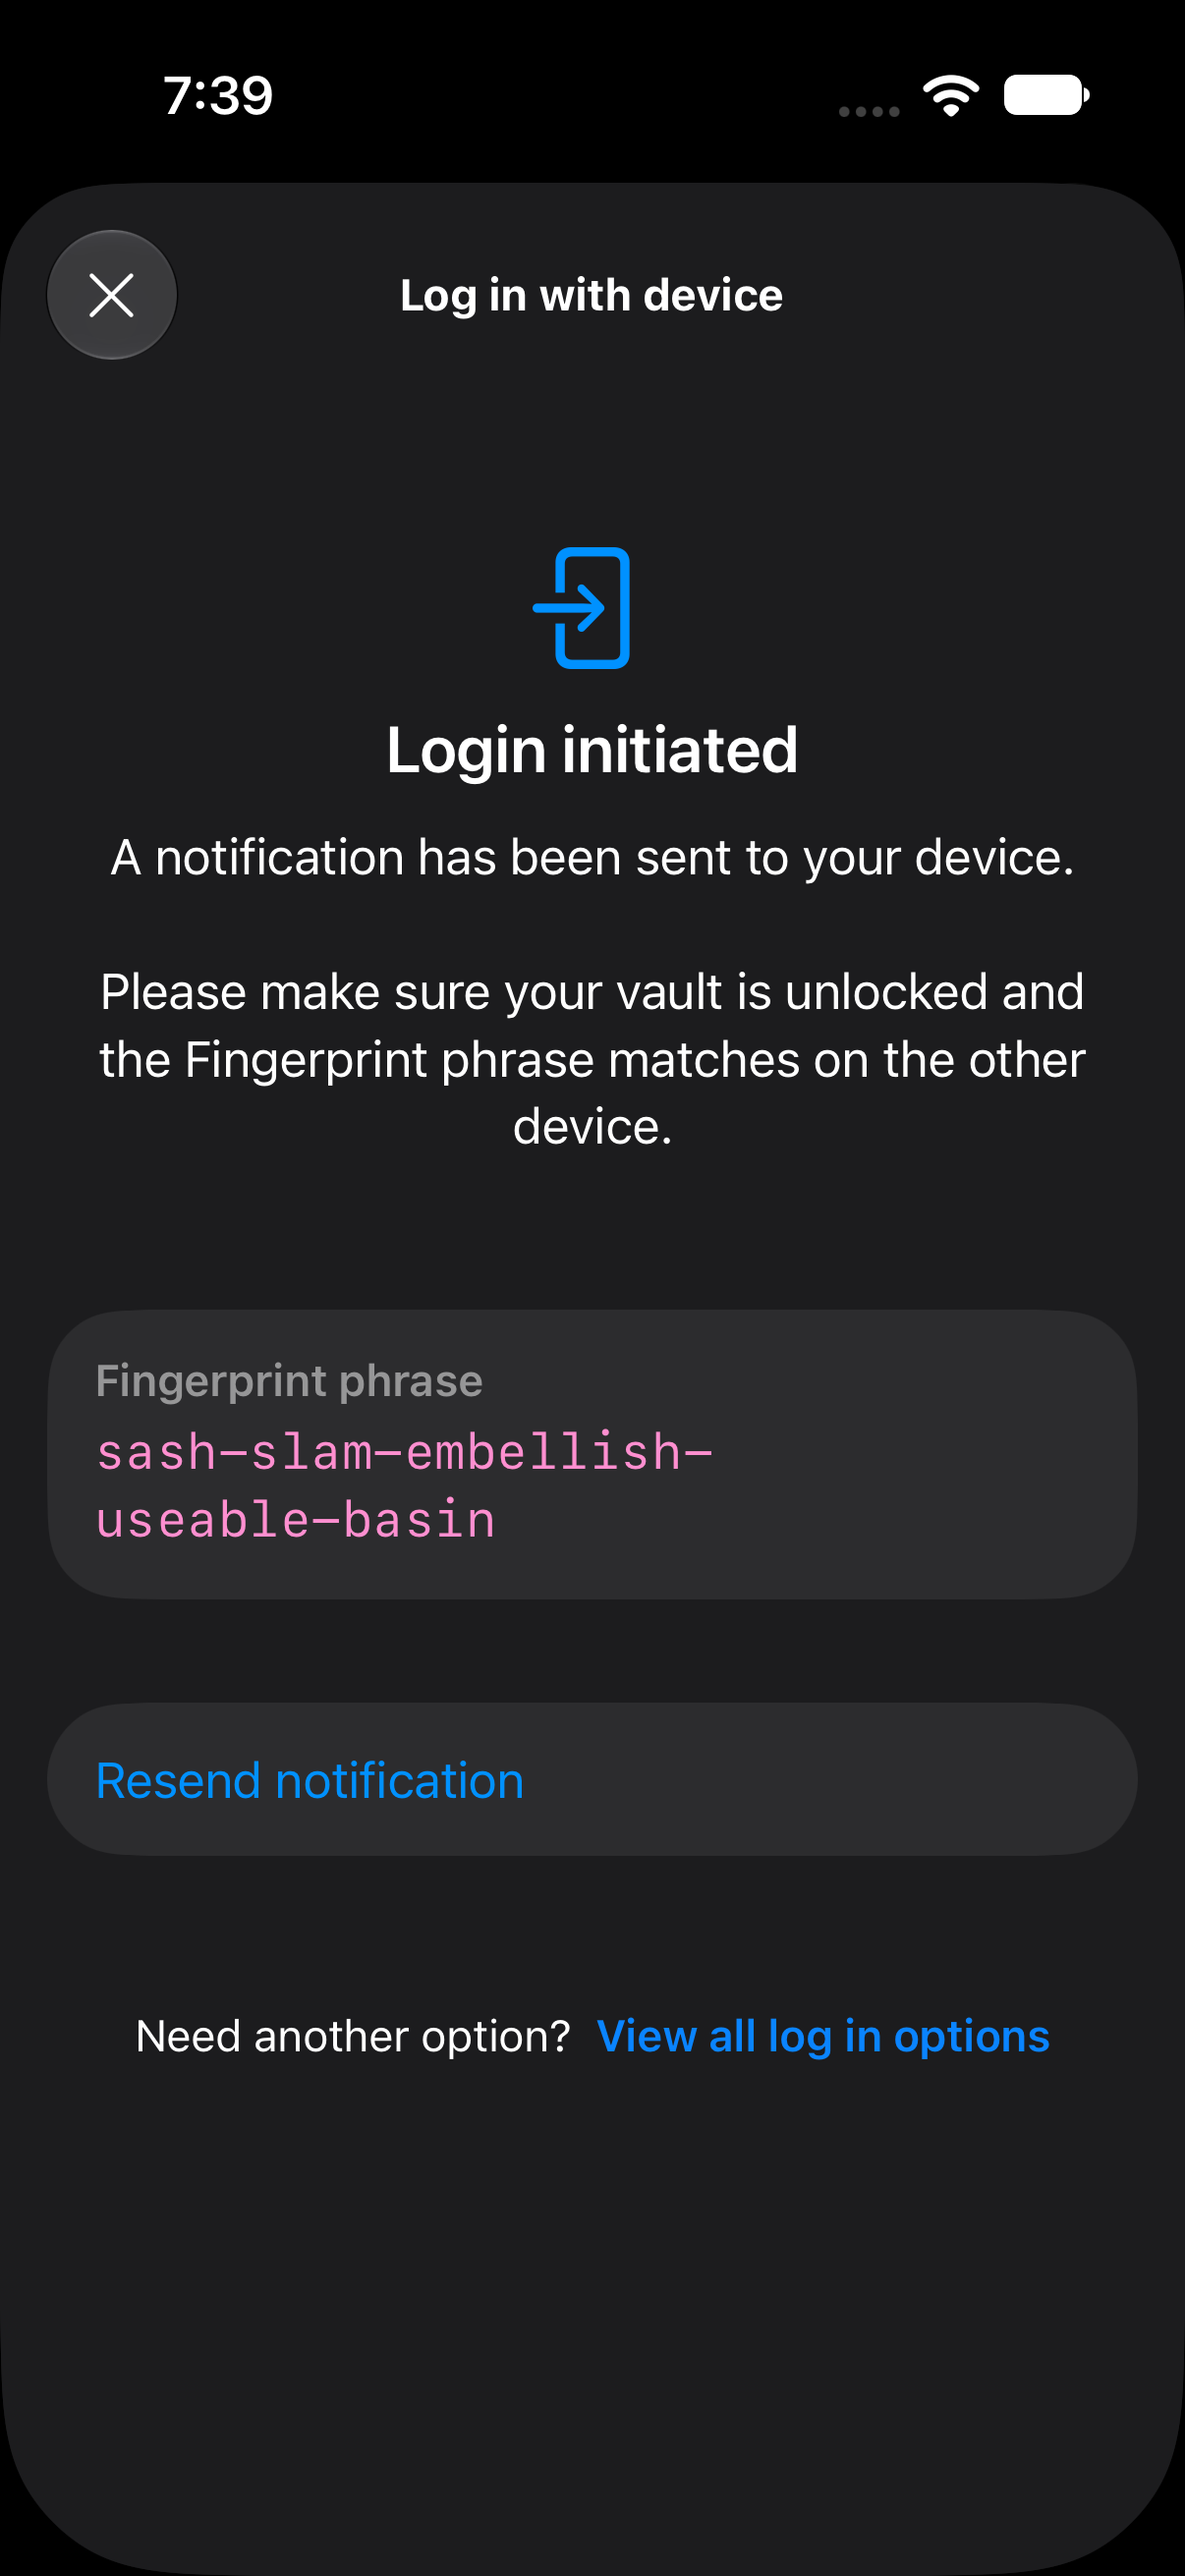 7:39
Log in with device
Login initiated
A notification has been sent to your device.
Please make sure your vault is unlocked and
the Fingerprint phrase matches on the other
device.
Fingerprint phrase
sash-slam-embellish-
useable-basin
Resend notification
Need another option? View all log in options